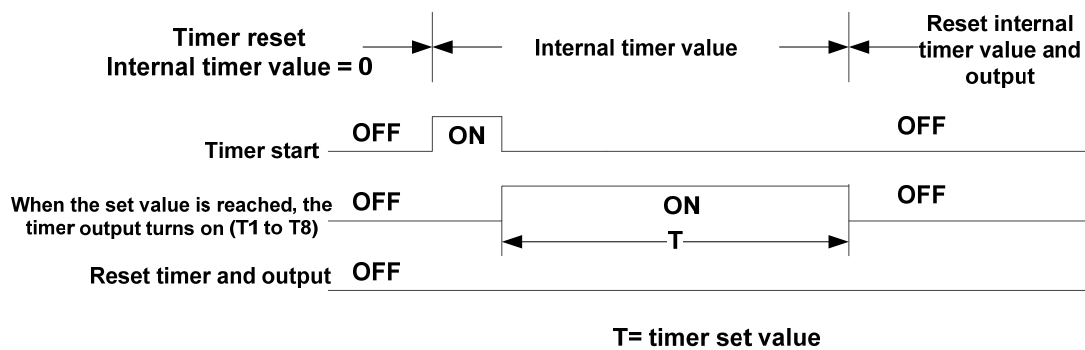 Timer reset
Internal timer value = 0
Internal timer value
Reset internal
timer value and
output
Timer start
OFF
ON
OFF
When the set value is reached, the
timer output turns on (T1 to T8)
OFF
ON
OFF
T
Reset timer and output
OFF
T= timer set value